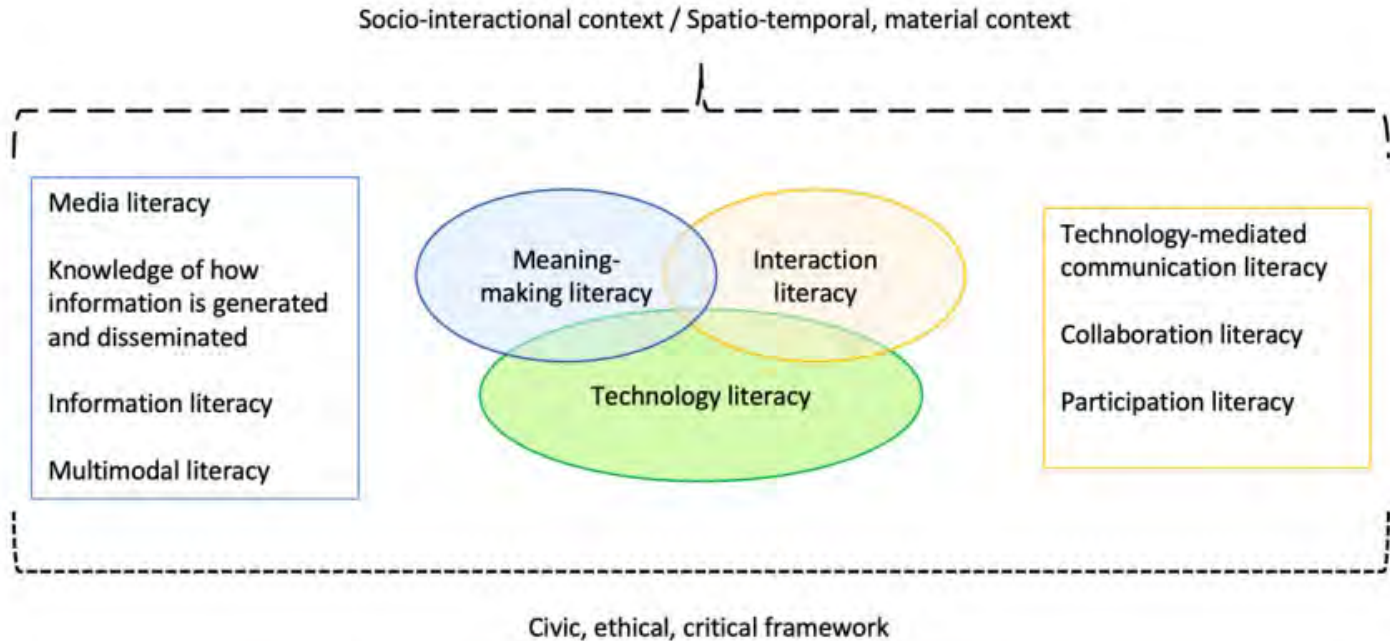 Socio-interactional context / Spatio-temporal, material context
Media literacy
Knowledge of how
information is generated
and disseminated
Information literacy
Multimodal literacy
Meaning-
making literacy
Interaction
literacy
Technology literacy
Technology-mediated
communication literacy
Collaboration literacy
Participation literacy
Civic, ethical, critical framework